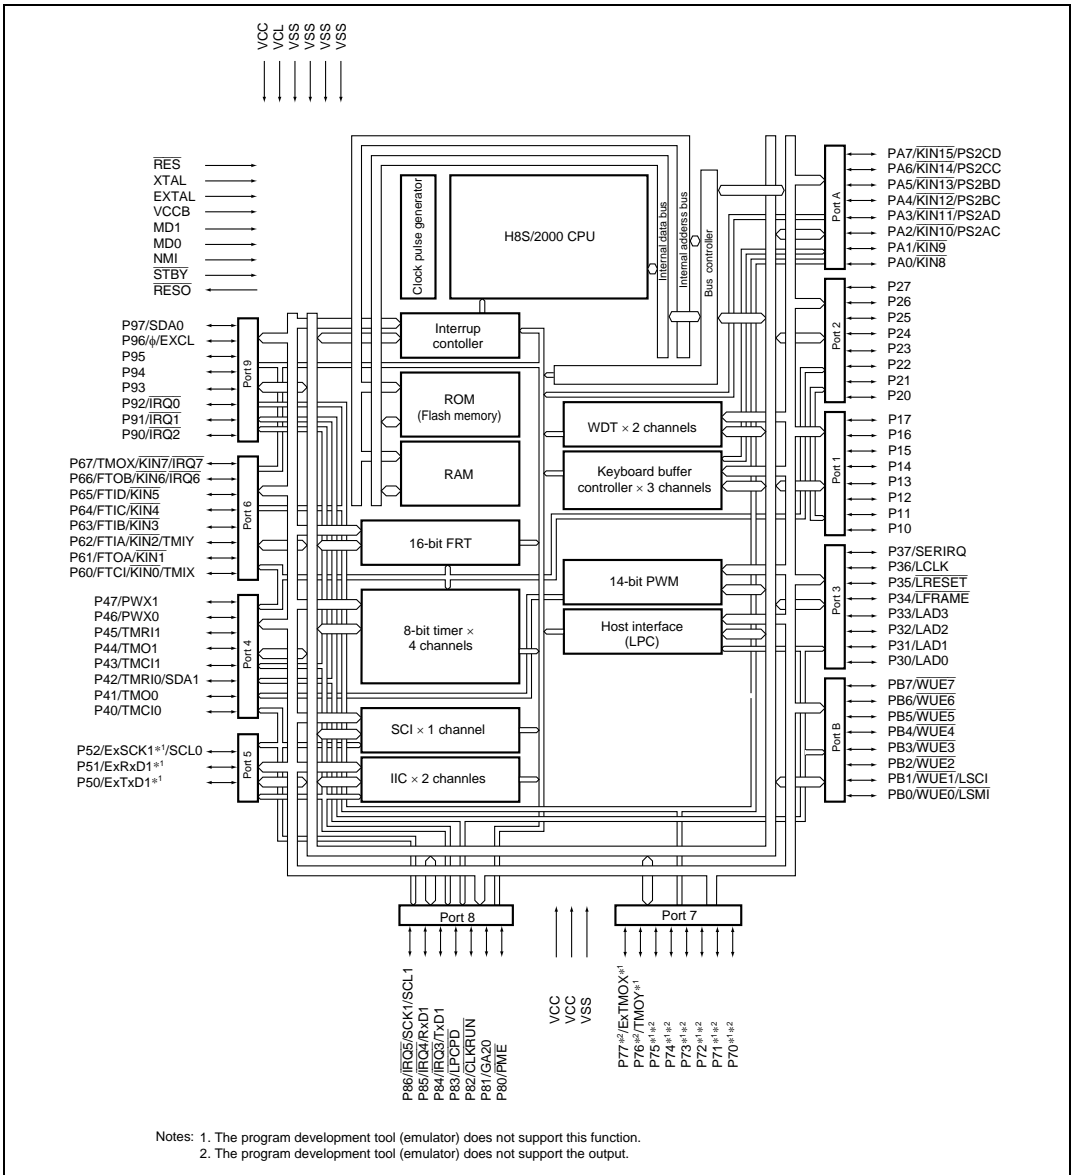 VCC
VCL
VSS
VSS
VSS
VSS
RES
XTAL
EXTAL
VCCB
MD1
MD0
NMI
STBY
RESO
Clock pulse generator
H8S/2000 CPU
Internal data bus
Internal adderss bus
Bus controller
Interrup
contoller
ROM
(Flash memory)
RAM
WDT × 2 channels
Keyboard buffer
controller × 3 channels
16-bit FRT
14-bit PWM
8-bit timer ×
4 channels
Host interface
(LPC)
SCI × 1 channel
IIC × 2 channles
P97/SDA0
P96/φ/EXCL
P95
P94
P93
P92/IRQ0
P91/IRQ1
P90/IRQ2
Port 9
P67/TMOX/KIN7/IRQ7
P66/FTOB/KIN6/IRQ6
P65/FTID/KIN5
P64/FTIC/KIN4
P63/FTIB/KIN3
P62/FTIA/KIN2/TMIY
P61/FTOA/KIN1
P60/FTCI/KIN0/TMIX
Port 6
P47/PWX1
P46/PWX0
P45/TMRI1
P44/TMO1
P43/TMCI1
P42/TMRI0/SDA1
P41/TMO0
P40/TMCI0
Port 4
P52/ExSCK1*1/SCL0
P51/ExRxD1*1
P50/ExTxD1*1
Port 5
Port A
PA7/KIN15/PS2CD
PA6/KIN14/PS2CC
PA5/KIN13/PS2BD
PA4/KIN12/PS2BC
PA3/KIN11/PS2AD
PA2/KIN10/PS2AC
PA1/KIN9
PA0/KIN8
Port 2
P27
P26
P25
P24
P23
P22
P21
P20
Port 1
P17
P16
P15
P14
P13
P12
P11
P10
Port 3
P37/SERIRQ
P36/LCLK
P35/LRESET
P34/LFRAME
P33/LAD3
P32/LAD2
P31/LAD1
P30/LAD0
Port B
PB7/WUE7
PB6/WUE6
PB5/WUE5
PB4/WUE4
PB3/WUE3
PB2/WUE2
PB1/WUE1/LSCI
PB0/WUE0/LSMI
Port 8
P86/IRQ5/SCK1/SCL1
P85/IRQ4/RxD1
P84/IRQ3/TxD1
P83/LPCPD
P82/CLKRUN
P81/GA20
P80/PME
VCC
VCC
VSS
Port 7
P77*2/ExTMOX*1
P76*2/TMOY*1
P75*1*2
P74*1*2
P73*1*2
P72*1*2
P71*1*2
P70*1*2
Notes: 1. The program development tool (emulator) does not support this function.
2. The program development tool (emulator) does not support the output.